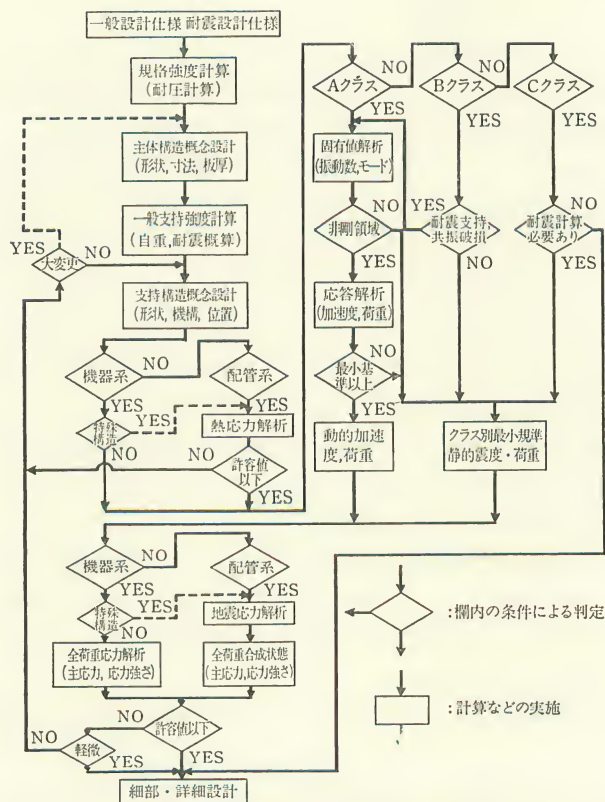 一般設計仕様 耐震設計仕様
規格強度計算
(耐圧計算)
主体構造概念設計
(形状, 寸法, 板厚)
一般支持強度計算
(自重, 耐震概算)
YES
NO
大変更
支持構造概念設計
(形状, 機構, 位置)
機器系
NO
配管系
YES
YES
特殊
構造
YES
熱応力解析
NO
NO
許容値
以下
YES
Aクラス
NO
Bクラス
NO
Cクラス
YES
YES
YES
固有値解析
(振動数, モード)
非剛領域
NO
YES
耐震支持
共振破損
耐震計算
必要あり
YES
NO
NO
YES
応答解析
(加速度, 荷重)
最小基
準以上
NO
YES
動的加速
度, 荷重
クラス別最小規準
静的震度・荷重
機器系
NO
配管系
YES
YES
特殊
構造
YES
地震応力解析
NO
全荷重応力解析
(主応力, 応力強さ)
全荷重合成状態
(主応力, 応力強さ)
NO
許容値以下
NO
軽微
YES
YES
細部・詳細設計
:欄内の条件による判定
:計算などの実施